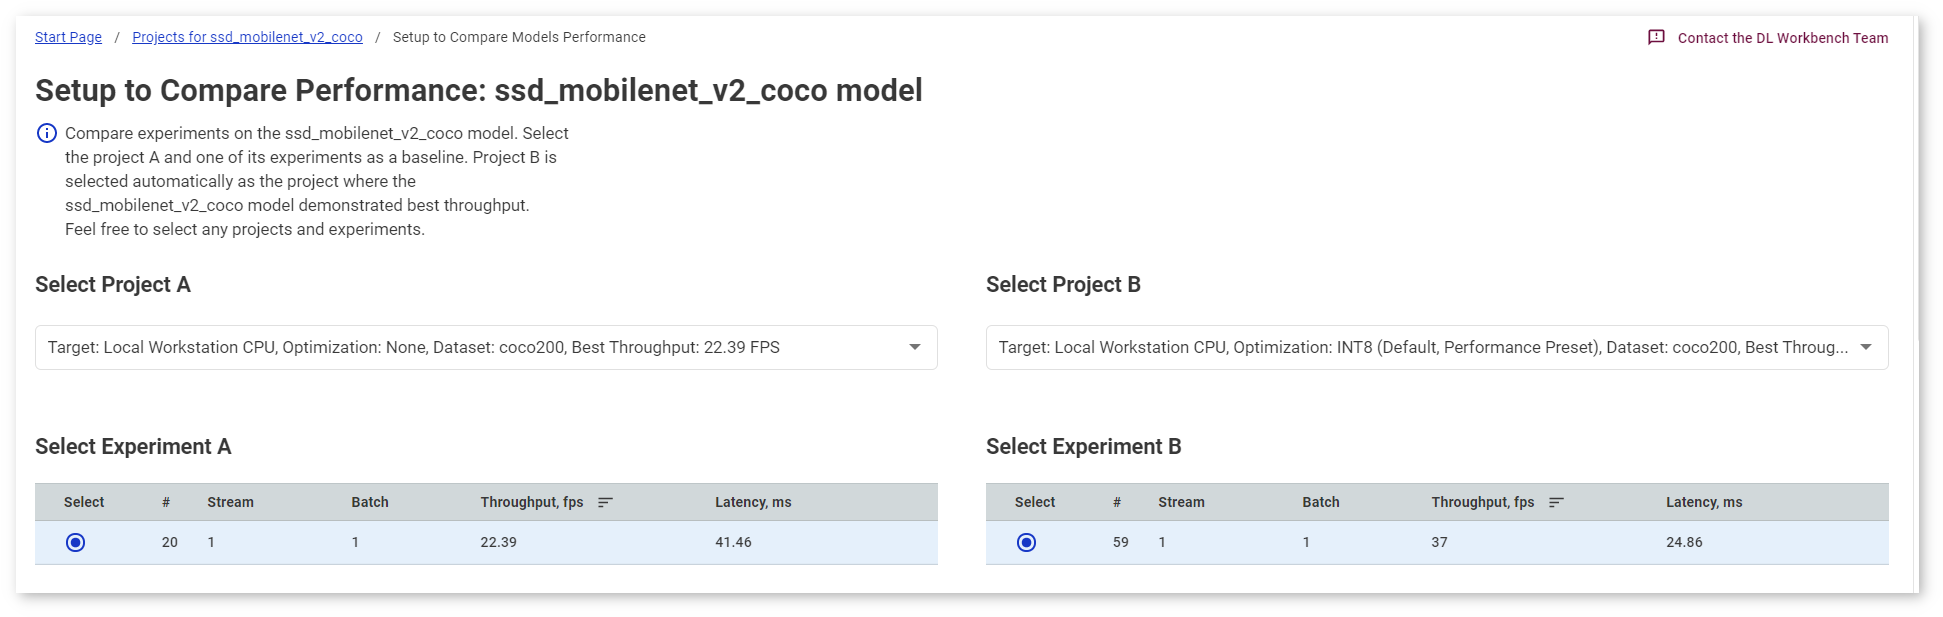 Start Page / Projects for ssd_mobilenet_v2_coco / Setup to Compare Models Performance
Contact the DL Workbench Team
Setup to Compare Performance: ssd_mobilenet_v2_coco model
Compare experiments on the ssd_mobilenet_v2_coco model. Select
the project A and one of its experiments as a baseline. Project B is
selected automatically as the project where the
ssd_mobilenet_v2_coco model demonstrated best throughput.
Feel free to select any projects and experiments.
Select Project A
Target: Local Workstation CPU, Optimization: None, Dataset: coco200, Best Throughput: 22.39 FPS
Select Experiment A
Select # Stream Batch Throughput, fps Latency, ms
20 1 1 22.39 41.46
Select Project B
Target: Local Workstation CPU, Optimization: INT8 (Default, Performance Preset), Dataset: coco200, Best Throug...
Select Experiment B
Select # Stream Batch Throughput, fps Latency, ms
59 1 1 37 24.86